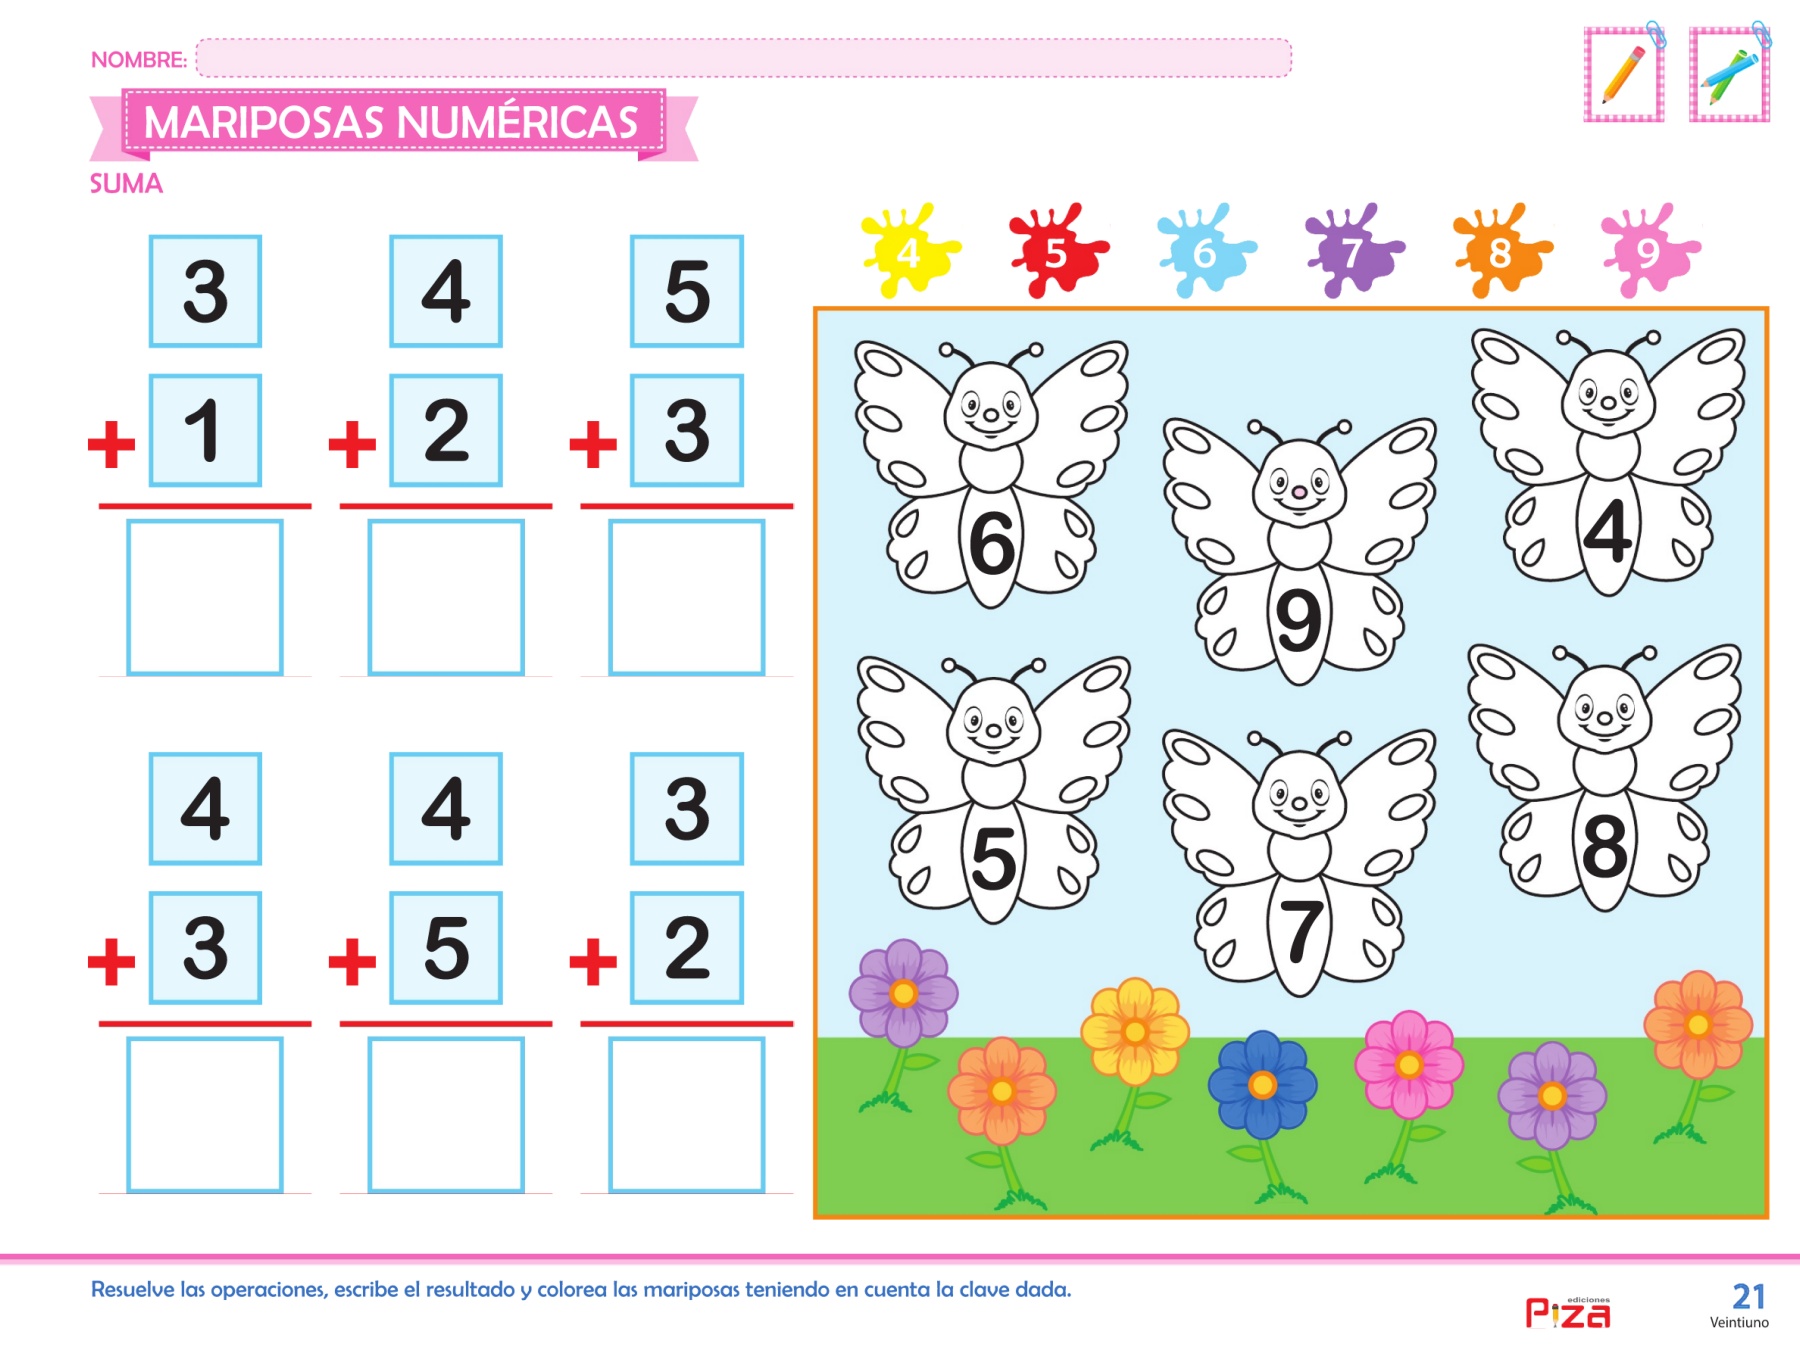 NOMBRE:
MARIPOSAS NUMÉRICAS
SUMA
3 4 5
+ 1 + 2 + 3
4 4 3
+ 3 + 5 + 2
4 5 6 7 8 9
6
9
4
5
7
8
Resuelve las operaciones, escribe el resultado y colorea las mariposas teniendo en cuenta la clave dada.
ediciones
Piza
21
Veintiuno